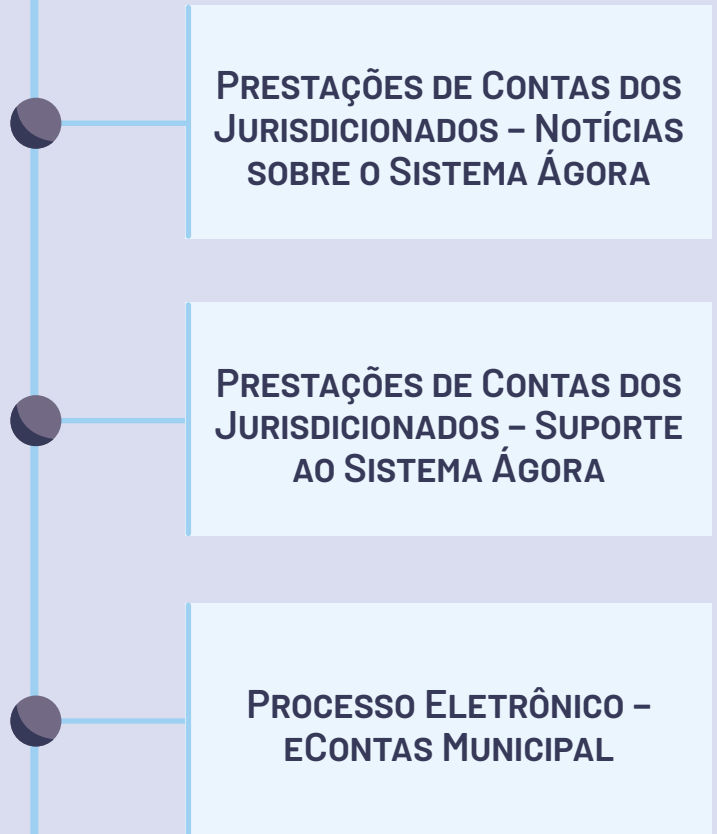 Prestações de Contas dos
Jurisdicionados – Notícias
sobre o Sistema Ágora
Prestações de Contas dos
Jurisdicionados – Suporte
ao Sistema Ágora
Processo Eletrônico –
eContas Municipal